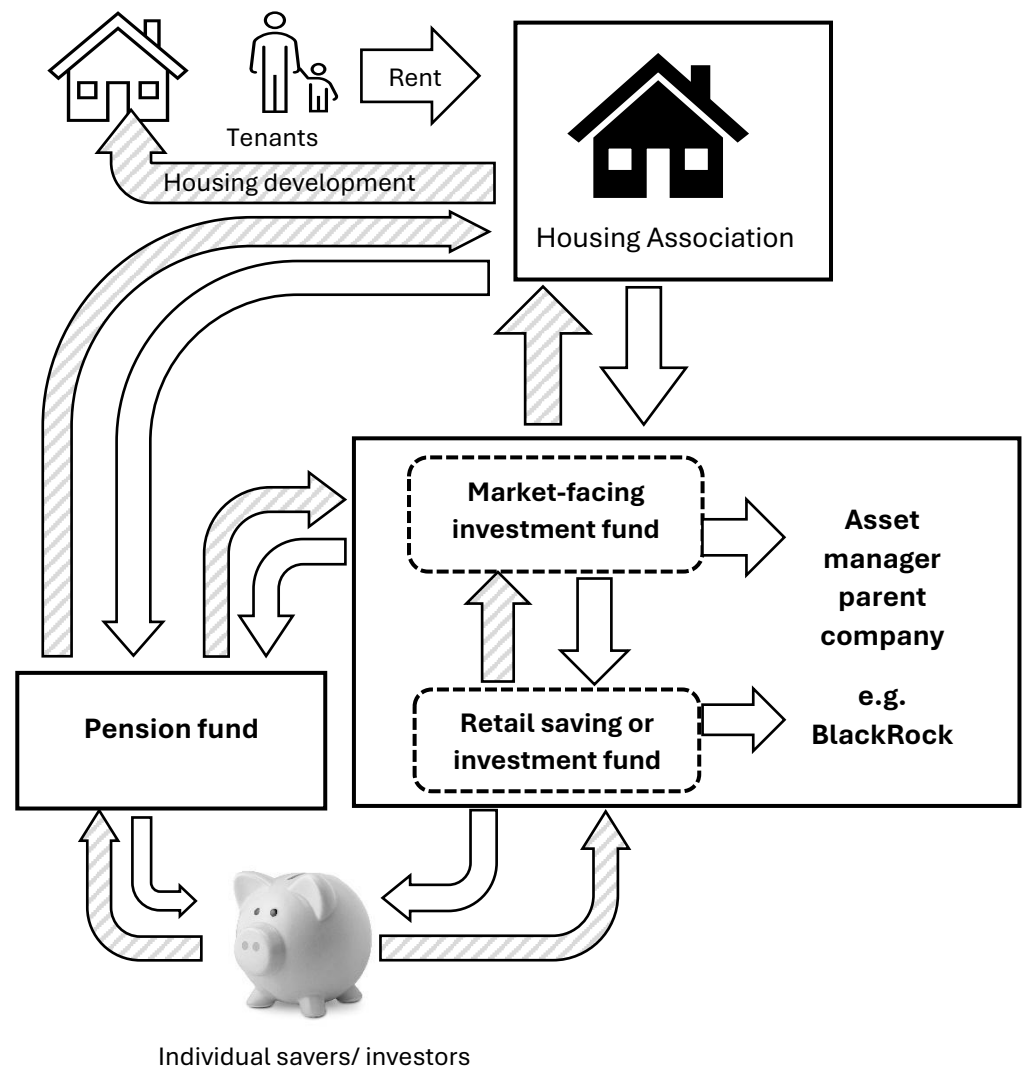 Rent
Tenants
Housing development
Housing Association
Market-facing
investment fund
Asset
manager
parent
company
e.g.
BlackRock
Retail saving or
investment fund
Pension fund
Individual savers/ investors